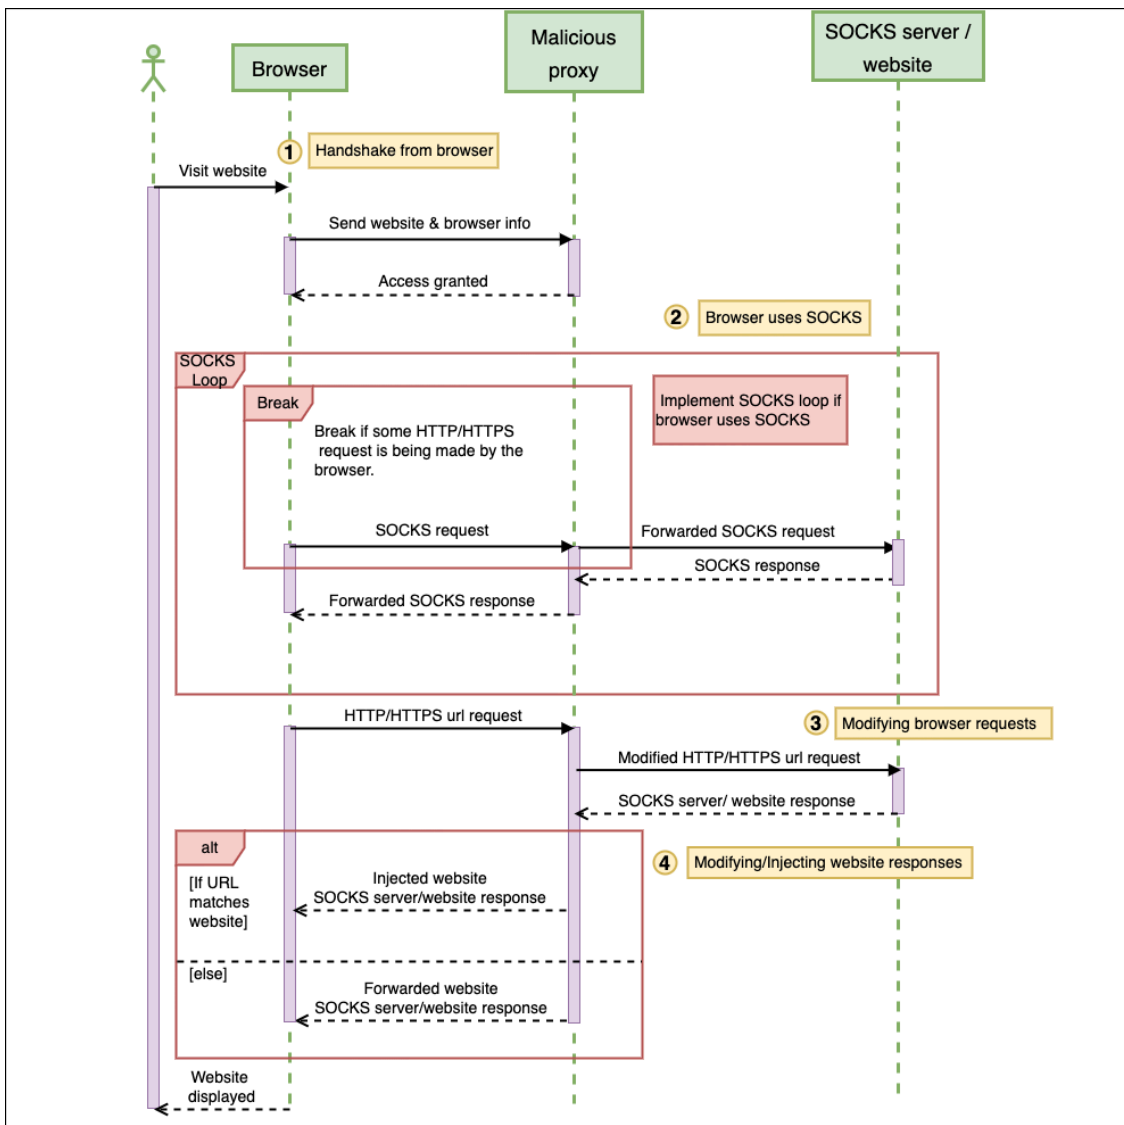 Browser
Malicious
proxy
SOCKS server /
website
1
Handshake from browser
Visit website
Send website & browser info
Access granted
2
Browser uses SOCKS
SOCKS
Loop
Break
Implement SOCKS loop if
browser uses SOCKS
Break if some HTTP/HTTPS
request is being made by the
browser.
SOCKS request
Forwarded SOCKS request
SOCKS response
Forwarded SOCKS response
HTTP/HTTPS url request
3
Modifying browser requests
Modified HTTP/HTTPS url request
SOCKS server/ website response
alt
4
Modifying/Injecting website responses
[If URL
matches
website]
Injected website
SOCKS server/website response
[else]
Forwarded website
SOCKS server/website response
Website
displayed